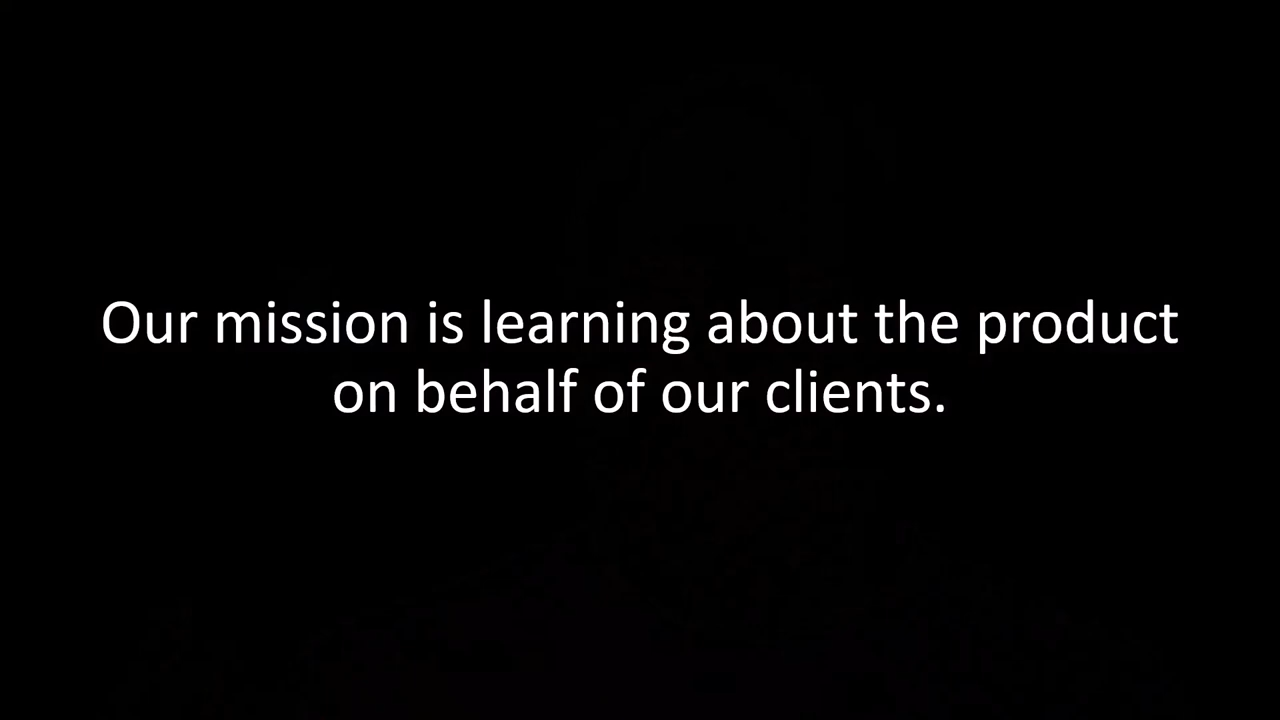 Our mission is learning about the product
on behalf of our clients.